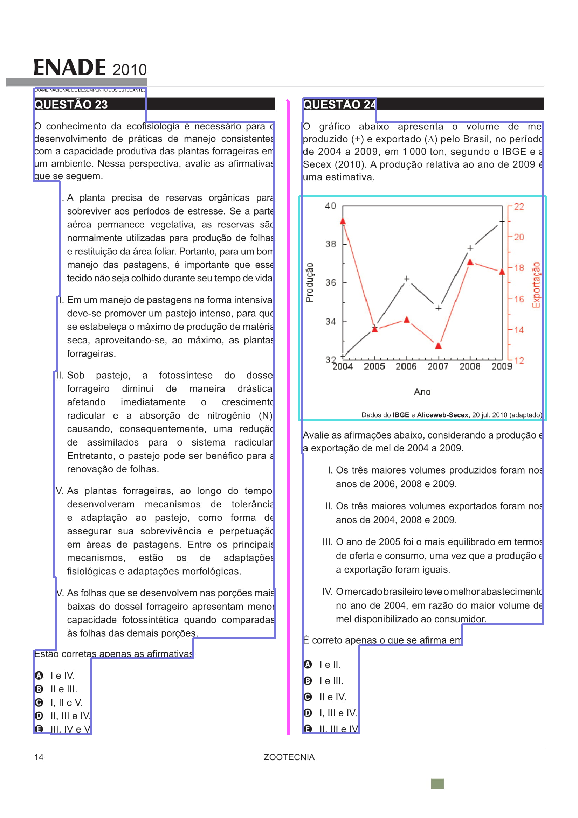 ENADE 2010
EXAME NACIONAL DE DESEMPENHO DOS ESTUDANTES
QUESTÃO 23
O conhecimento da ecofisiologia é necessário para o
desenvolvimento de práticas de manejo consistentes
com a capacidade produtiva das plantas forrageiras em
um ambiente. Nessa perspectiva, avalie as afirmativas
que se seguem.
I. A planta precisa de reservas orgânicas para
sobreviver aos períodos de estresse. Se a parte
aérea permanece vegetativa, as reservas são
normalmente utilizadas para produção de folhas
e restituição da área foliar. Portanto, para um bom
manejo das pastagens, é importante que esse
tecido não seja colhido durante seu tempo de vida.
II. Em um manejo de pastagens na forma intensiva,
deve-se promover um pastejo intenso, para que
se estabeleça o máximo de produção de matéria
seca, aproveitando-se, ao máximo, as plantas
forrageiras.
III. Sob pastejo, a fotossíntese do dossel
forrageiro diminui de maneira drástica,
afetando imediatamente o crescimento
radicular e a absorção de nitrogênio (N),
causando, consequentemente, uma redução
de assimilados para o sistema radicular.
Entretanto, o pastejo pode ser benéfico para a
renovação de folhas.
IV. As plantas forrageiras, ao longo do tempo,
desenvolveram mecanismos de tolerância
e adaptação ao pastejo, como forma de
assegurar sua sobrevivência e perpetuação
em áreas de pastagens. Entre os principais
mecanismos, estão os de adaptações
fisiológicas e adaptações morfológicas.
V. As folhas que se desenvolvem nas porções mais
baixas do dossel forrageiro apresentam menor
capacidade fotossintética quando comparadas
às folhas das demais porções.
Estão corretas apenas as afirmativas
A I e IV.
B II e III.
C I, II e V.
D II, III e IV.
E III, IV e V.
QUESTÃO 24
O gráfico abaixo apresenta o volume de mel
produzido (+) e exportado (Δ) pelo Brasil, no período
de 2004 a 2009, em 1 000 ton, segundo o IBGE e a
Secex (2010). A produção relativa ao ano de 2009 é
uma estimativa.
40
38
36
34
32
Produção
22
20
18
16
14
12
Exportação
2004 2005 2006 2007 2008 2009
Ano
Dados do IBGE e Aliceweb-Secex, 20 jul. 2010 (adaptado).
Avalie as afirmações abaixo, considerando a produção e
a exportação de mel de 2004 a 2009.
I. Os três maiores volumes produzidos foram nos
anos de 2006, 2008 e 2009.
II. Os três maiores volumes exportados foram nos
anos de 2004, 2008 e 2009.
III. O ano de 2005 foi o mais equilibrado em termos
de oferta e consumo, uma vez que a produção e
a exportação foram iguais.
IV. O mercado brasileiro teve o melhor abastecimento
no ano de 2004, em razão do maior volume de
mel disponibilizado ao consumidor.
É correto apenas o que se afirma em
A I e II.
B I e III.
C II e IV.
D I, III e IV.
E II, III e IV.
14
ZOOTECNIA